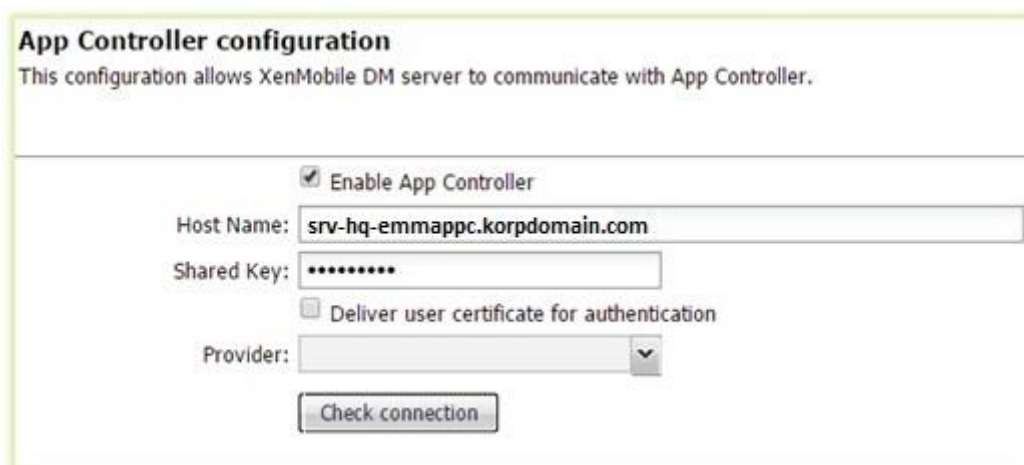 App Controller configuration
This configuration allows XenMobile DM server to communicate with App Controller.
Enable App Controller
Host Name: srv-hq-emmappc.korpdomain.com
Shared Key: •••••••••
Deliver user certificate for authentication
Provider:
Check connection